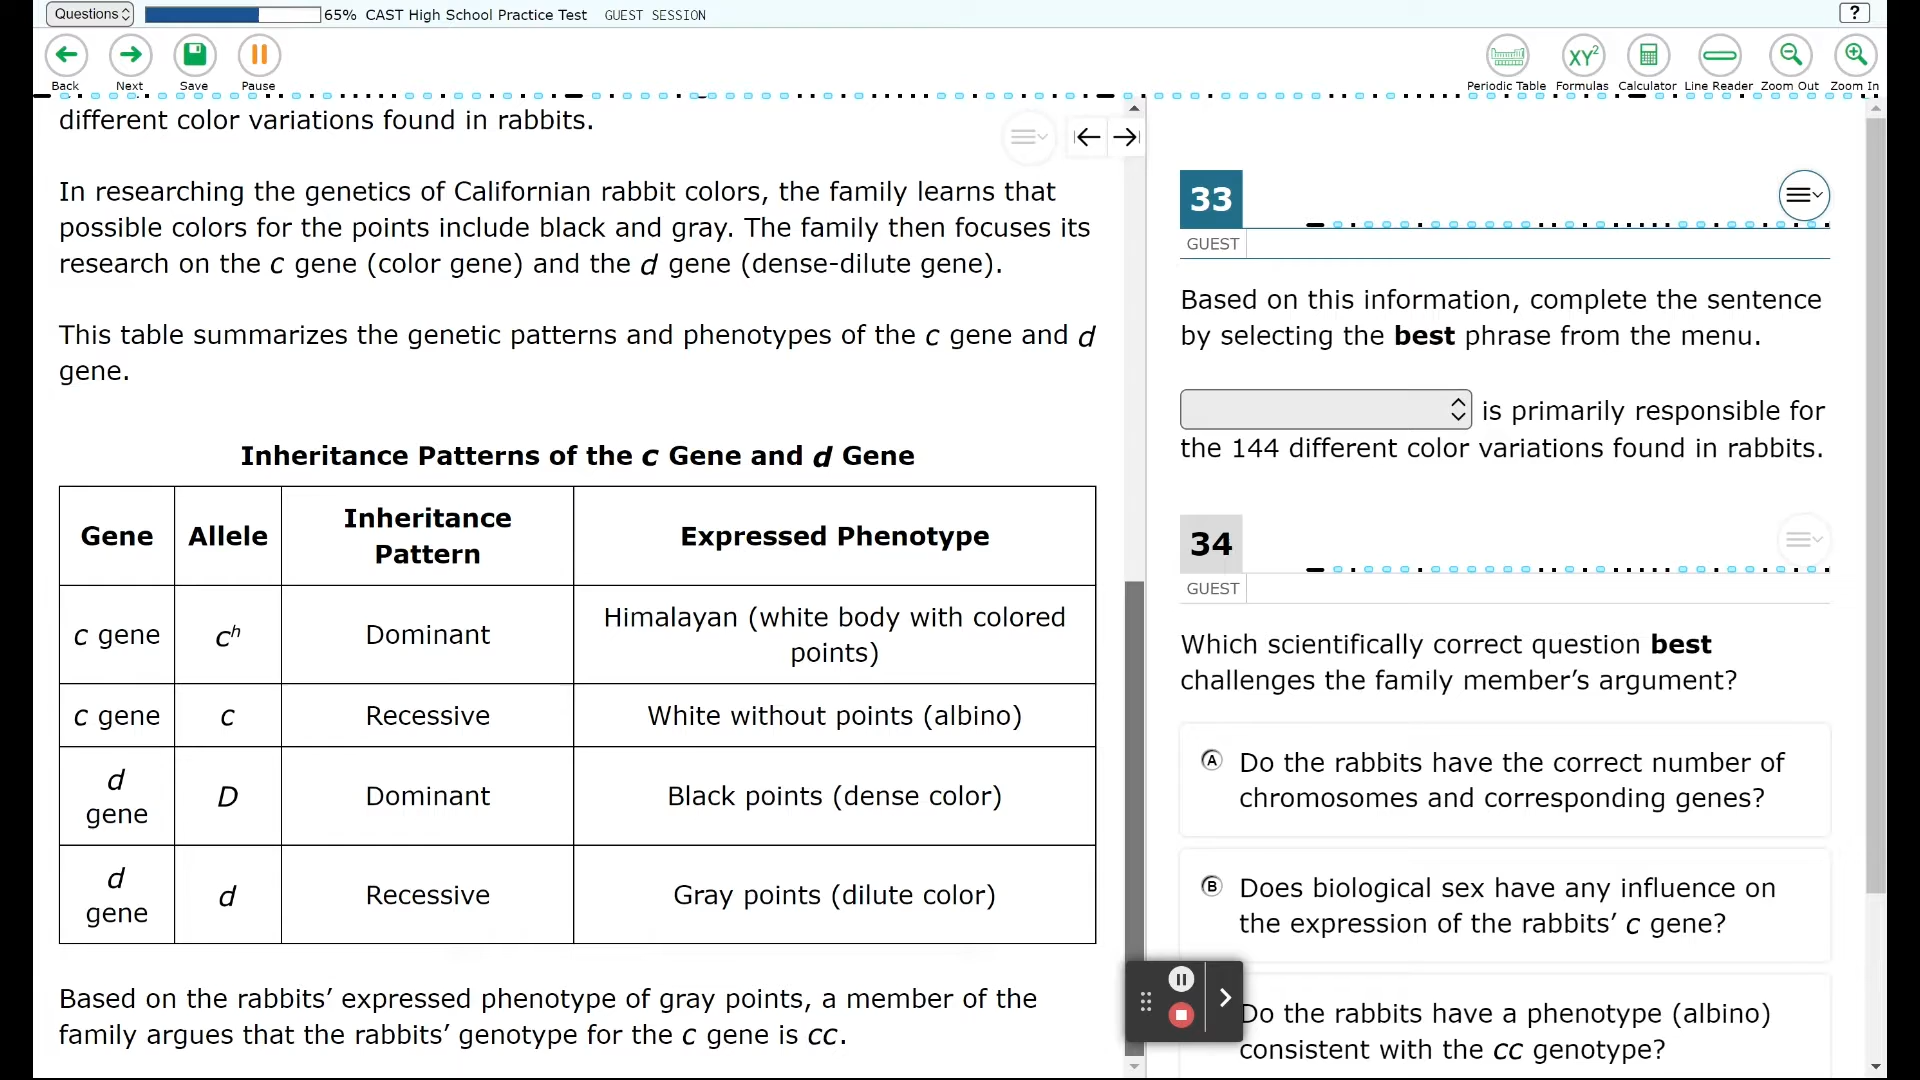 Questions 65% CAST High School Practice Test GUEST SESSION ?
Back Next Save Pause Periodic Table Formulas Calculator Line Reader Zoom Out Zoom In
XY²
different color variations found in rabbits.
In researching the genetics of Californian rabbit colors, the family learns that
possible colors for the points include black and gray. The family then focuses its
research on the c gene (color gene) and the d gene (dense-dilute gene).
This table summarizes the genetic patterns and phenotypes of the c gene and d
gene.
Inheritance Patterns of the c Gene and d Gene
Gene Allele Inheritance Pattern Expressed Phenotype
c gene cʰ Dominant Himalayan (white body with colored points)
c gene c Recessive White without points (albino)
d gene D Dominant Black points (dense color)
d gene d Recessive Gray points (dilute color)
Based on the rabbits’ expressed phenotype of gray points, a member of the
family argues that the rabbits’ genotype for the c gene is cc.
33
GUEST
Based on this information, complete the sentence
by selecting the best phrase from the menu.
is primarily responsible for
the 144 different color variations found in rabbits.
34
GUEST
Which scientifically correct question best
challenges the family member’s argument?
A Do the rabbits have the correct number of
chromosomes and corresponding genes?
B Does biological sex have any influence on
the expression of the rabbits’ c gene?
Do the rabbits have a phenotype (albino)
consistent with the cc genotype?